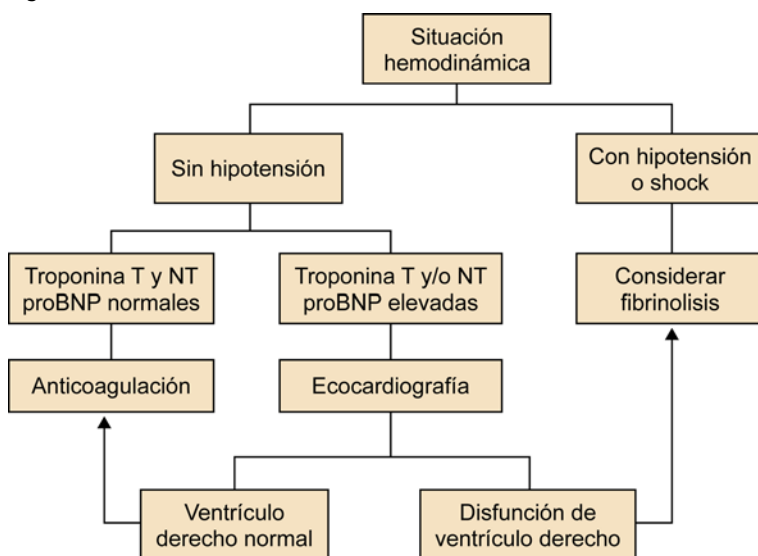 Situación
hemodinámica
Sin hipotensión
Con hipotensión
o shock
Troponina T y NT
proBNP normales
Troponina T y/o NT
proBNP elevadas
Considerar
fibrinolisis
Anticoagulación
Ecocardiografía
Ventrículo
derecho normal
Disfunción de
ventrículo derecho